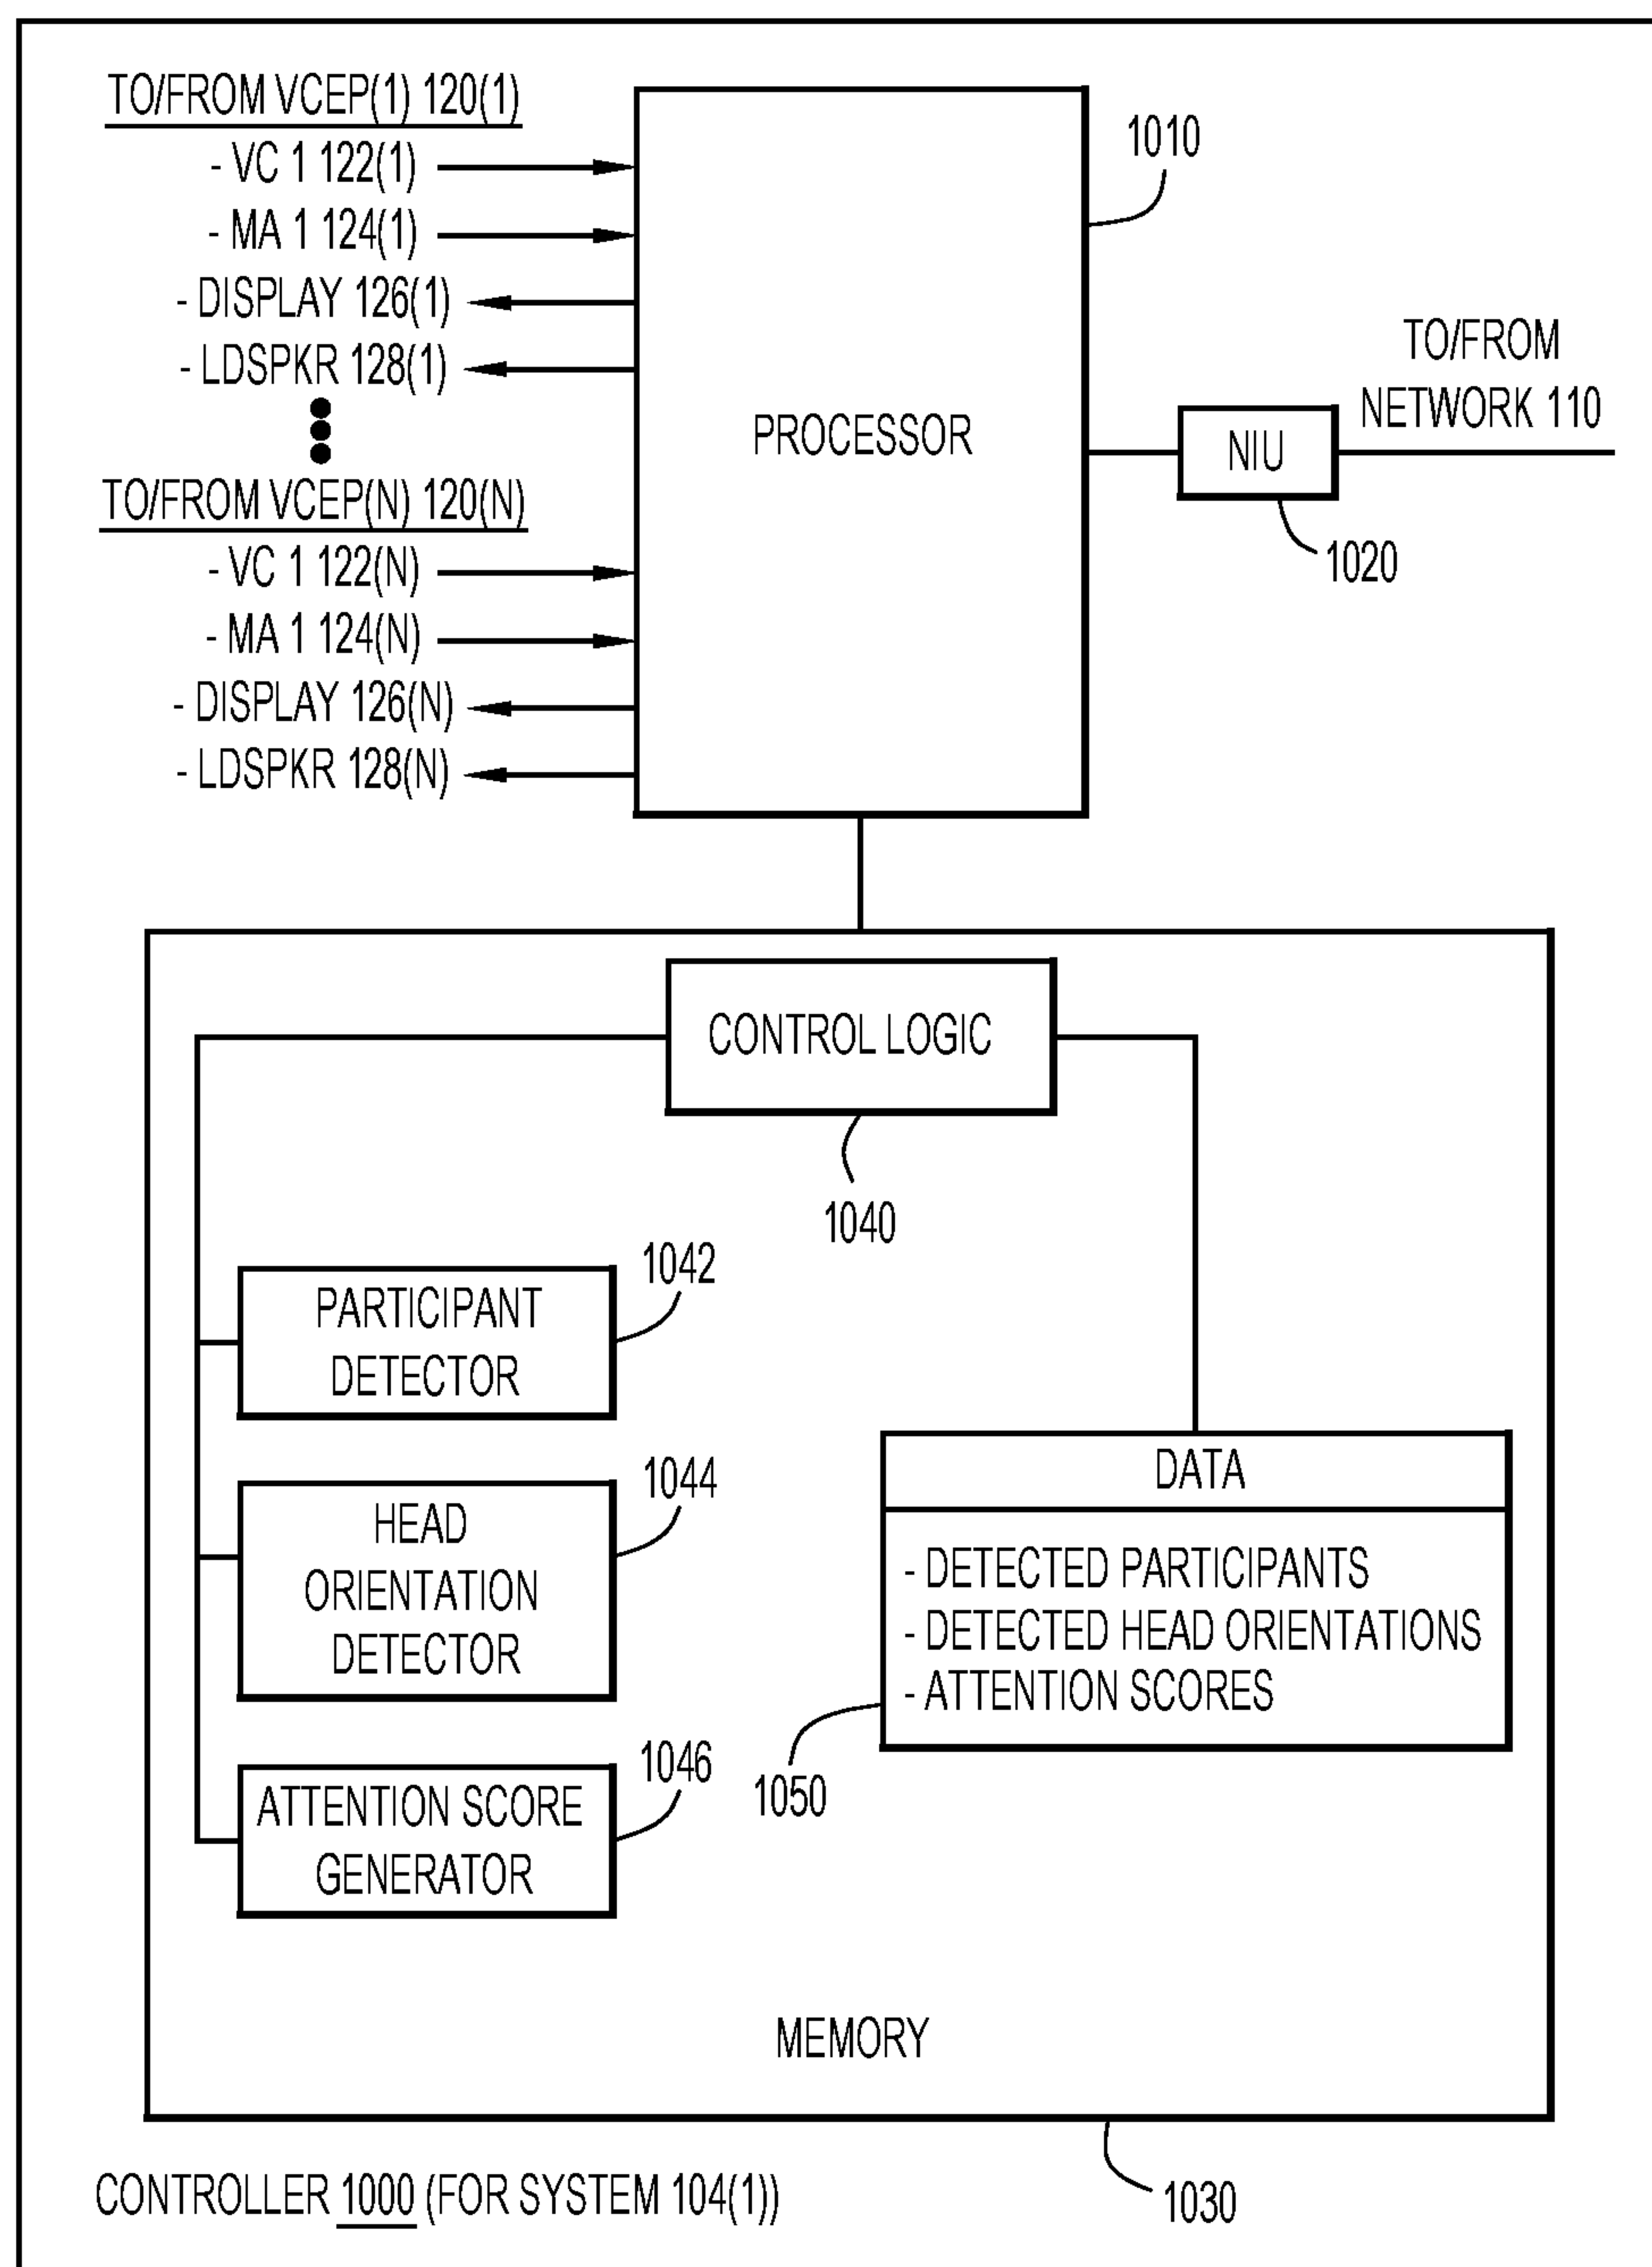 TO/FROM VCEP(1) 120(1)
- VC 1 122(1)
- MA 1 124(1)
- DISPLAY 126(1)
- LDSPKR 128(1)
TO/FROM VCEP(N) 120(N)
- VC 1 122(N)
- MA 1 124(N)
- DISPLAY 126(N)
- LDSPKR 128(N)
PROCESSOR
1010
TO/FROM
NETWORK 110
NIU
1020
CONTROL LOGIC
1040
PARTICIPANT
DETECTOR
1042
HEAD
ORIENTATION
DETECTOR
1044
ATTENTION SCORE
GENERATOR
1046
DATA
- DETECTED PARTICIPANTS
- DETECTED HEAD ORIENTATIONS
- ATTENTION SCORES
1050
MEMORY
1030
CONTROLLER 1000 (FOR SYSTEM 104(1))